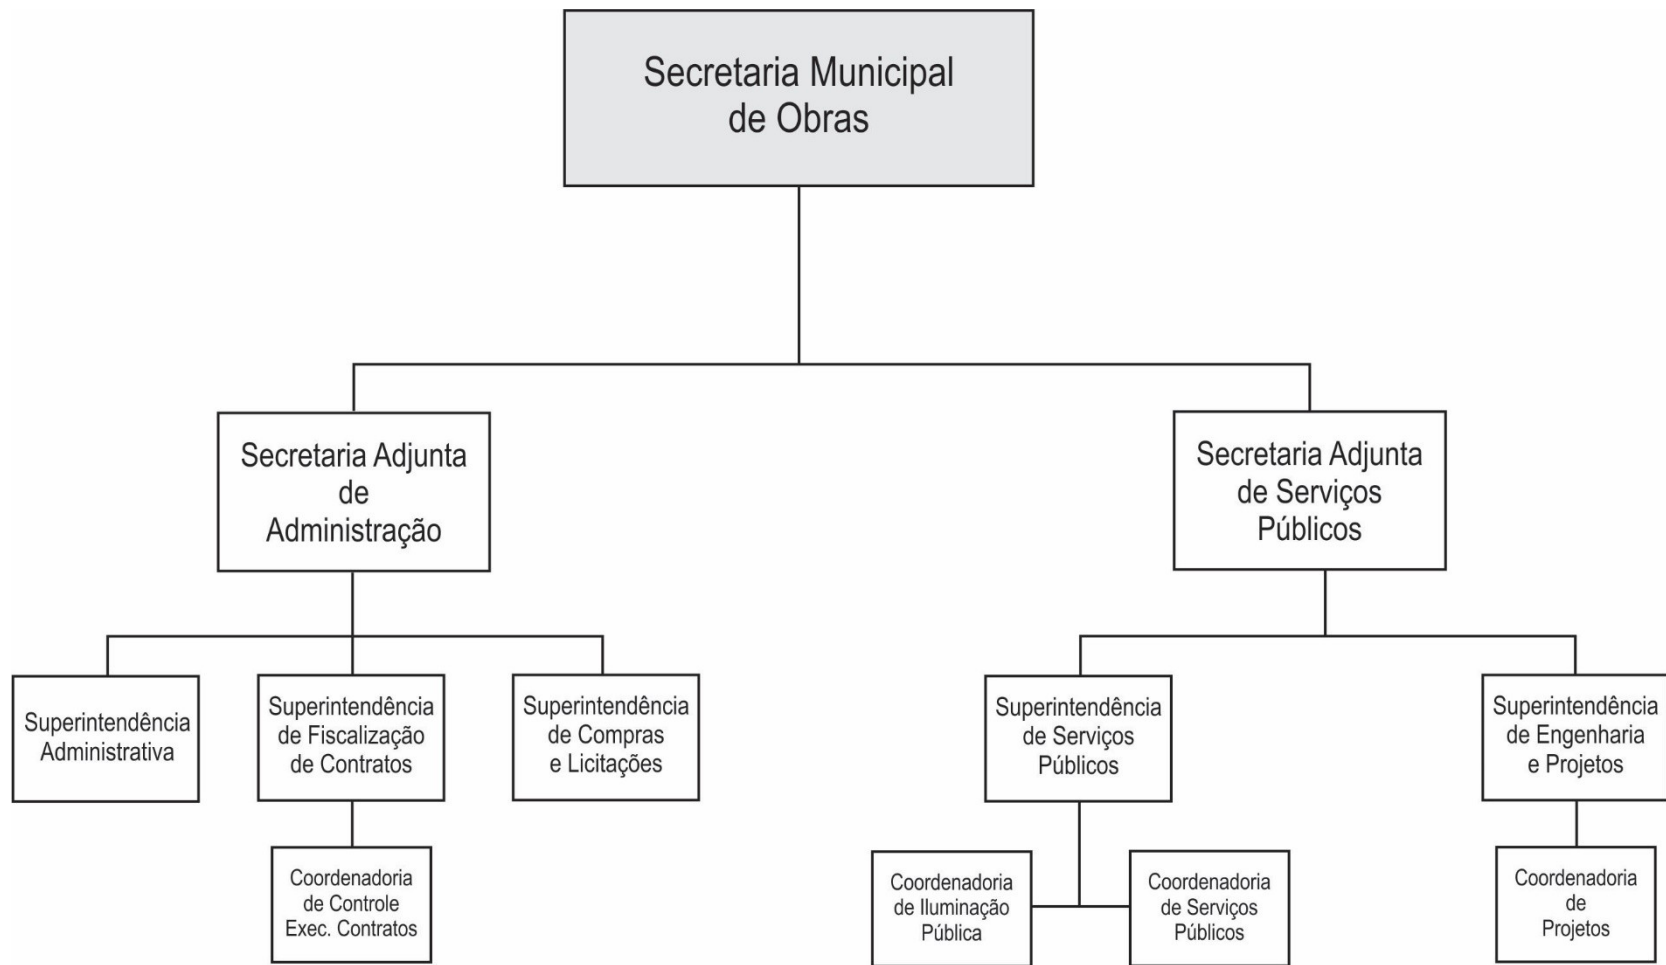 Secretaria Municipal
de Obras
Secretaria Adjunta
de
Administração
Secretaria Adjunta
de Serviços
Públicos
Superintendência
Administrativa
Superintendência
de Fiscalização
de Contratos
Superintendência
de Compras
e Licitações
Superintendência
de Serviços
Públicos
Superintendência
de Engenharia
e Projetos
Coordenadoria
de Controle
Exec. Contratos
Coordenadoria
de Iluminação
Pública
Coordenadoria
de Serviços
Públicos
Coordenadoria
de
Projetos